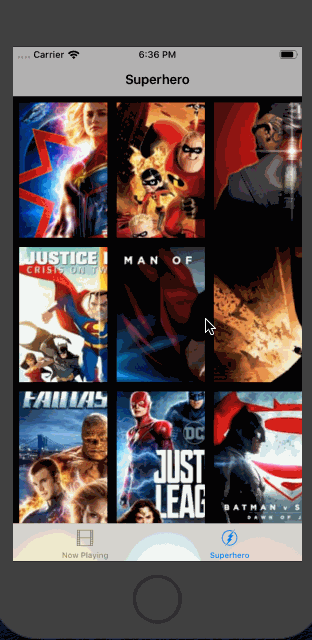 Carrier 6:36 PM
Superhero
JUSTICE
CRISIS ON TW
MAN OF
FANTAS
DC
JUST
LEAG
BATMAN V S
DAWN OF J
Now Playing
Superhero